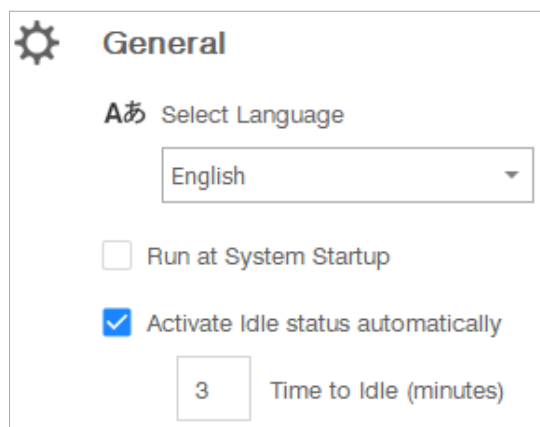 General
Aあ Select Language
English
Run at System Startup
Activate Idle status automatically
3 Time to Idle (minutes)